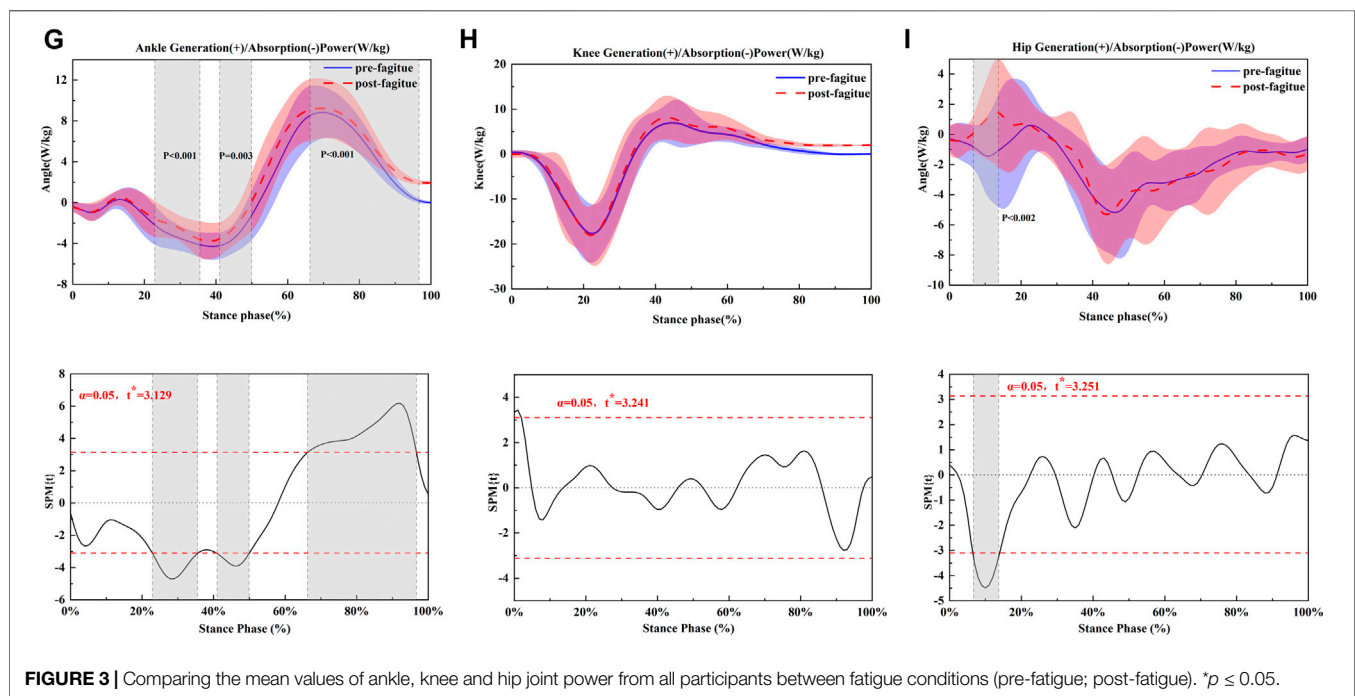 G
Ankle Generation(+)/Absorption(-)Power(W/kg)
pre-fagitue
post-fagitue
P<0.001
P=0.003
P<0.001
Angle(W/kg)
12
8
4
0
-4
-8
0 20 40 60 80 100
Stance phase(%)
H
Knee Generation(+)/Absorption(-)Power(W/kg)
pre-fagitue
post-fagitue
Knee(W/kg)
30
20
10
0
-10
-20
-30
0 20 40 60 80 100
Stance phase(%)
I
Hip Generation(+)/Absorption(-)Power(W/kg)
pre-fagitue
post-fagitue
P<0.002
Angle(W/kg)
4
2
0
-2
-4
-6
-8
-10
0 20 40 60 80 100
Stance phase(%)
α=0.05, t*=3.129
SPM{t}
8
6
4
2
0
-2
-4
-6
0% 20% 40% 60% 80% 100%
Stance Phase (%)
α=0.05, t*=3.241
SPM{t}
4
2
0
-2
-4
0% 20% 40% 60% 80% 100%
Stance Phase (%)
α=0.05, t*=3.251
SPM{t}
4
3
2
1
0
-1
-2
-3
-4
-5
0% 20% 40% 60% 80% 100%
Stance Phase (%)
FIGURE 3 | Comparing the mean values of ankle, knee and hip joint power from all participants between fatigue conditions (pre-fatigue; post-fatigue). *p ≤ 0.05.